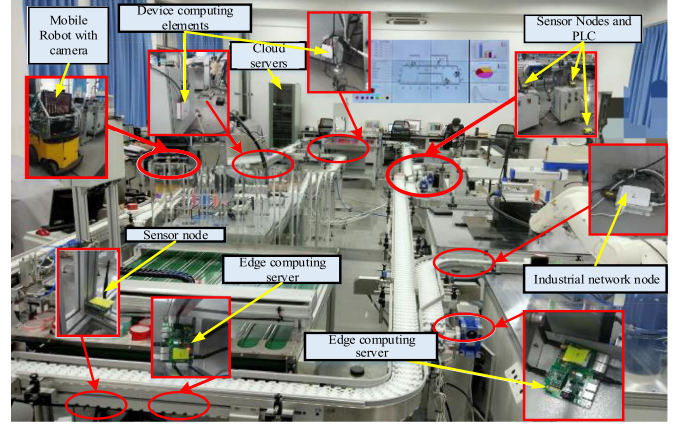 Mobile
Robot with
camera
Device computing
elements
Cloud
servers
Sensor Nodes and
PLC
Sensor node
Edge computing
server
Industrial network node
Edge computing
server